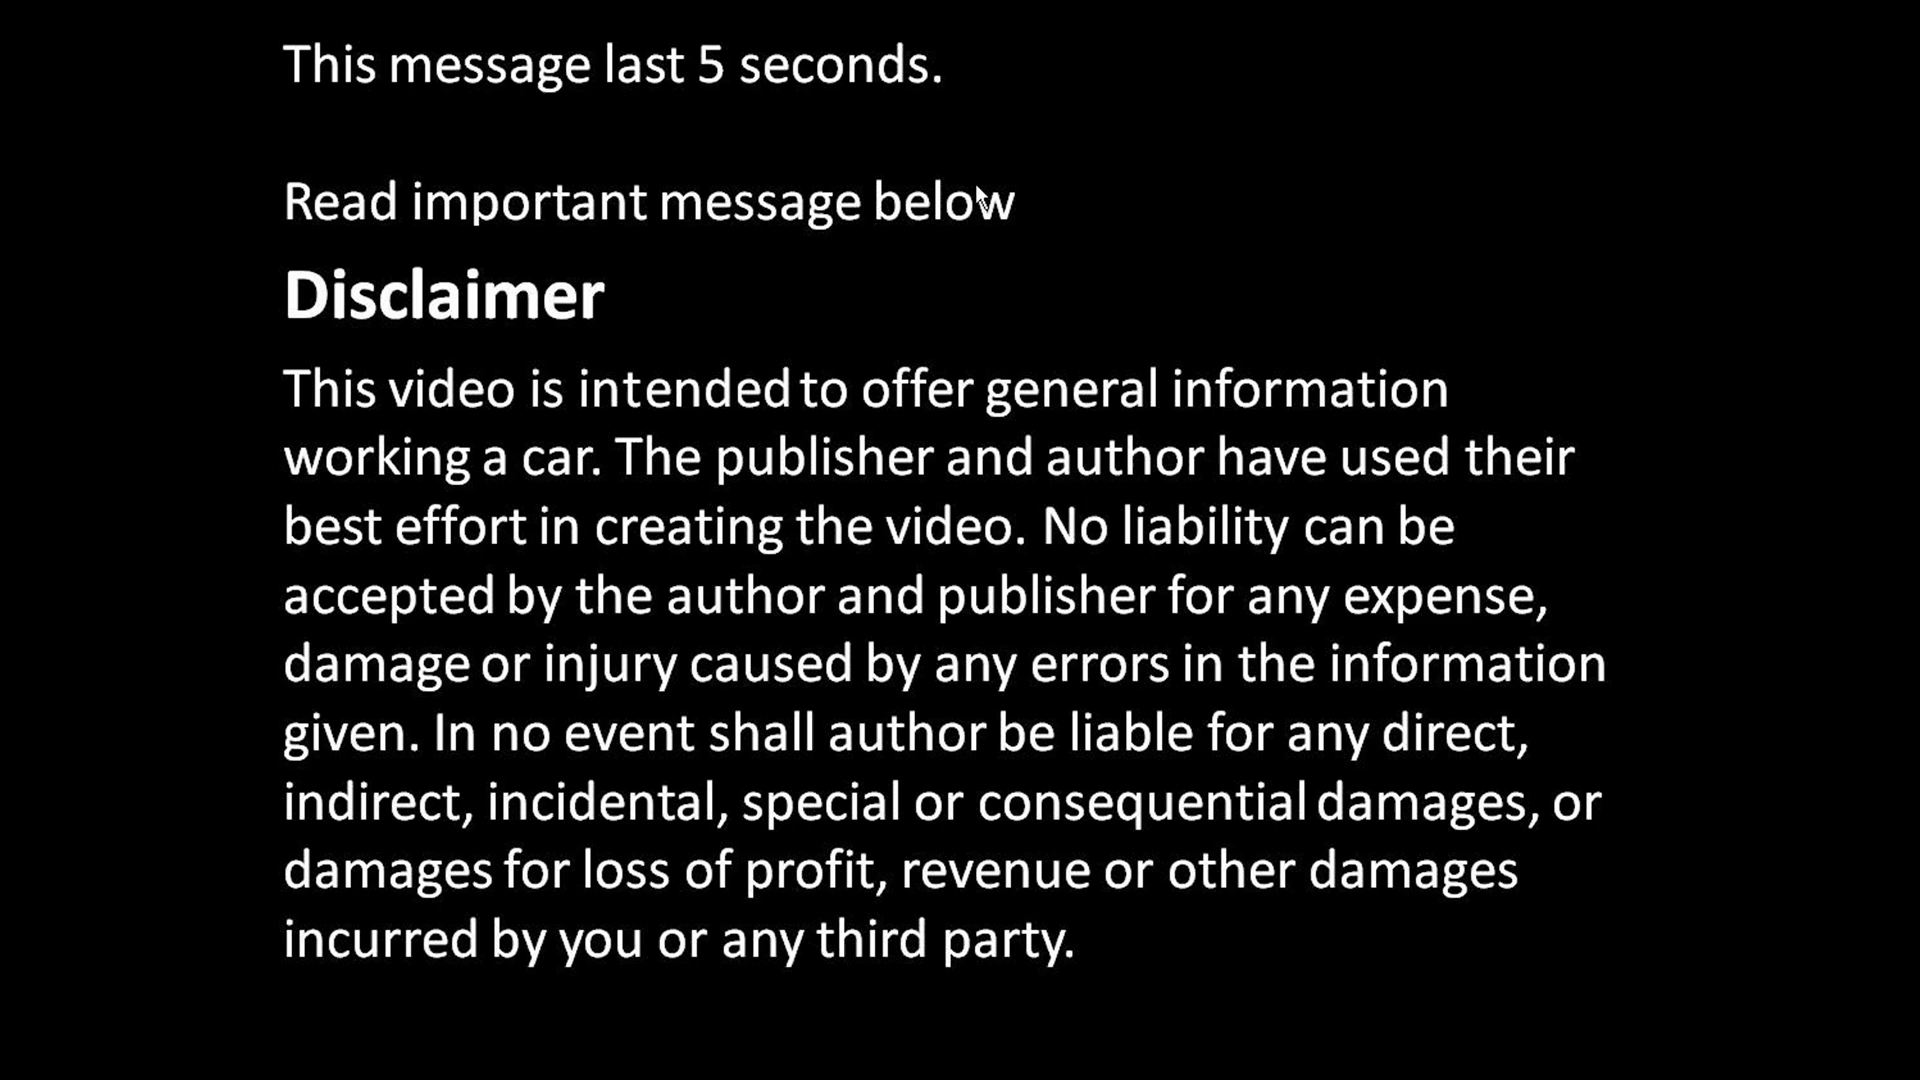 This message last 5 seconds.
Read important message below
Disclaimer
This video is intended to offer general information
working a car. The publisher and author have used their
best effort in creating the video. No liability can be
accepted by the author and publisher for any expense,
damage or injury caused by any errors in the information
given. In no event shall author be liable for any direct,
indirect, incidental, special or consequential damages, or
damages for loss of profit, revenue or other damages
incurred by you or any third party.